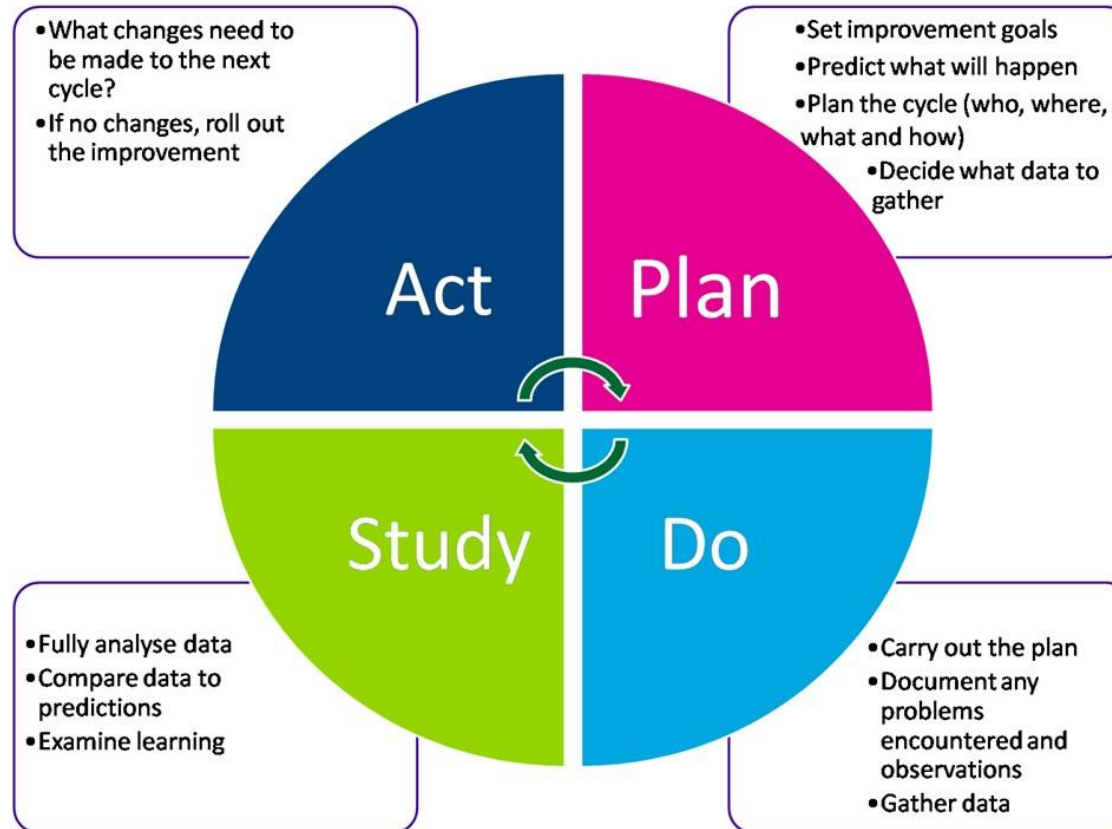 •What changes need to
be made to the next
cycle?
•If no changes, roll out
the improvement
•Set improvement goals
•Predict what will happen
•Plan the cycle (who, where,
what and how)
•Decide what data to
gather
Act
Plan
Study
Do
•Fully analyse data
•Compare data to
predictions
•Examine learning
•Carry out the plan
•Document any
problems
encountered and
observations
•Gather data